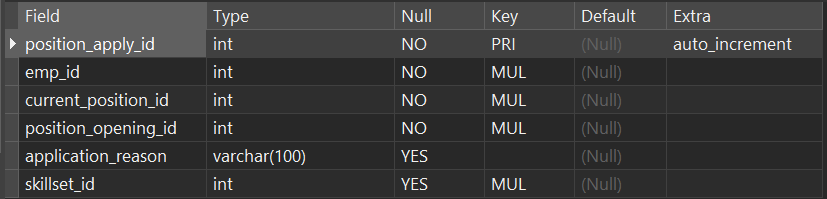 Field Type Null Key Default Extra
position_apply_id int NO PRI (Null) auto_increment
emp_id int NO MUL (Null)
current_position_id int NO MUL (Null)
position_opening_id int NO MUL (Null)
application_reason varchar(100) YES (Null)
skillset_id int YES MUL (Null)